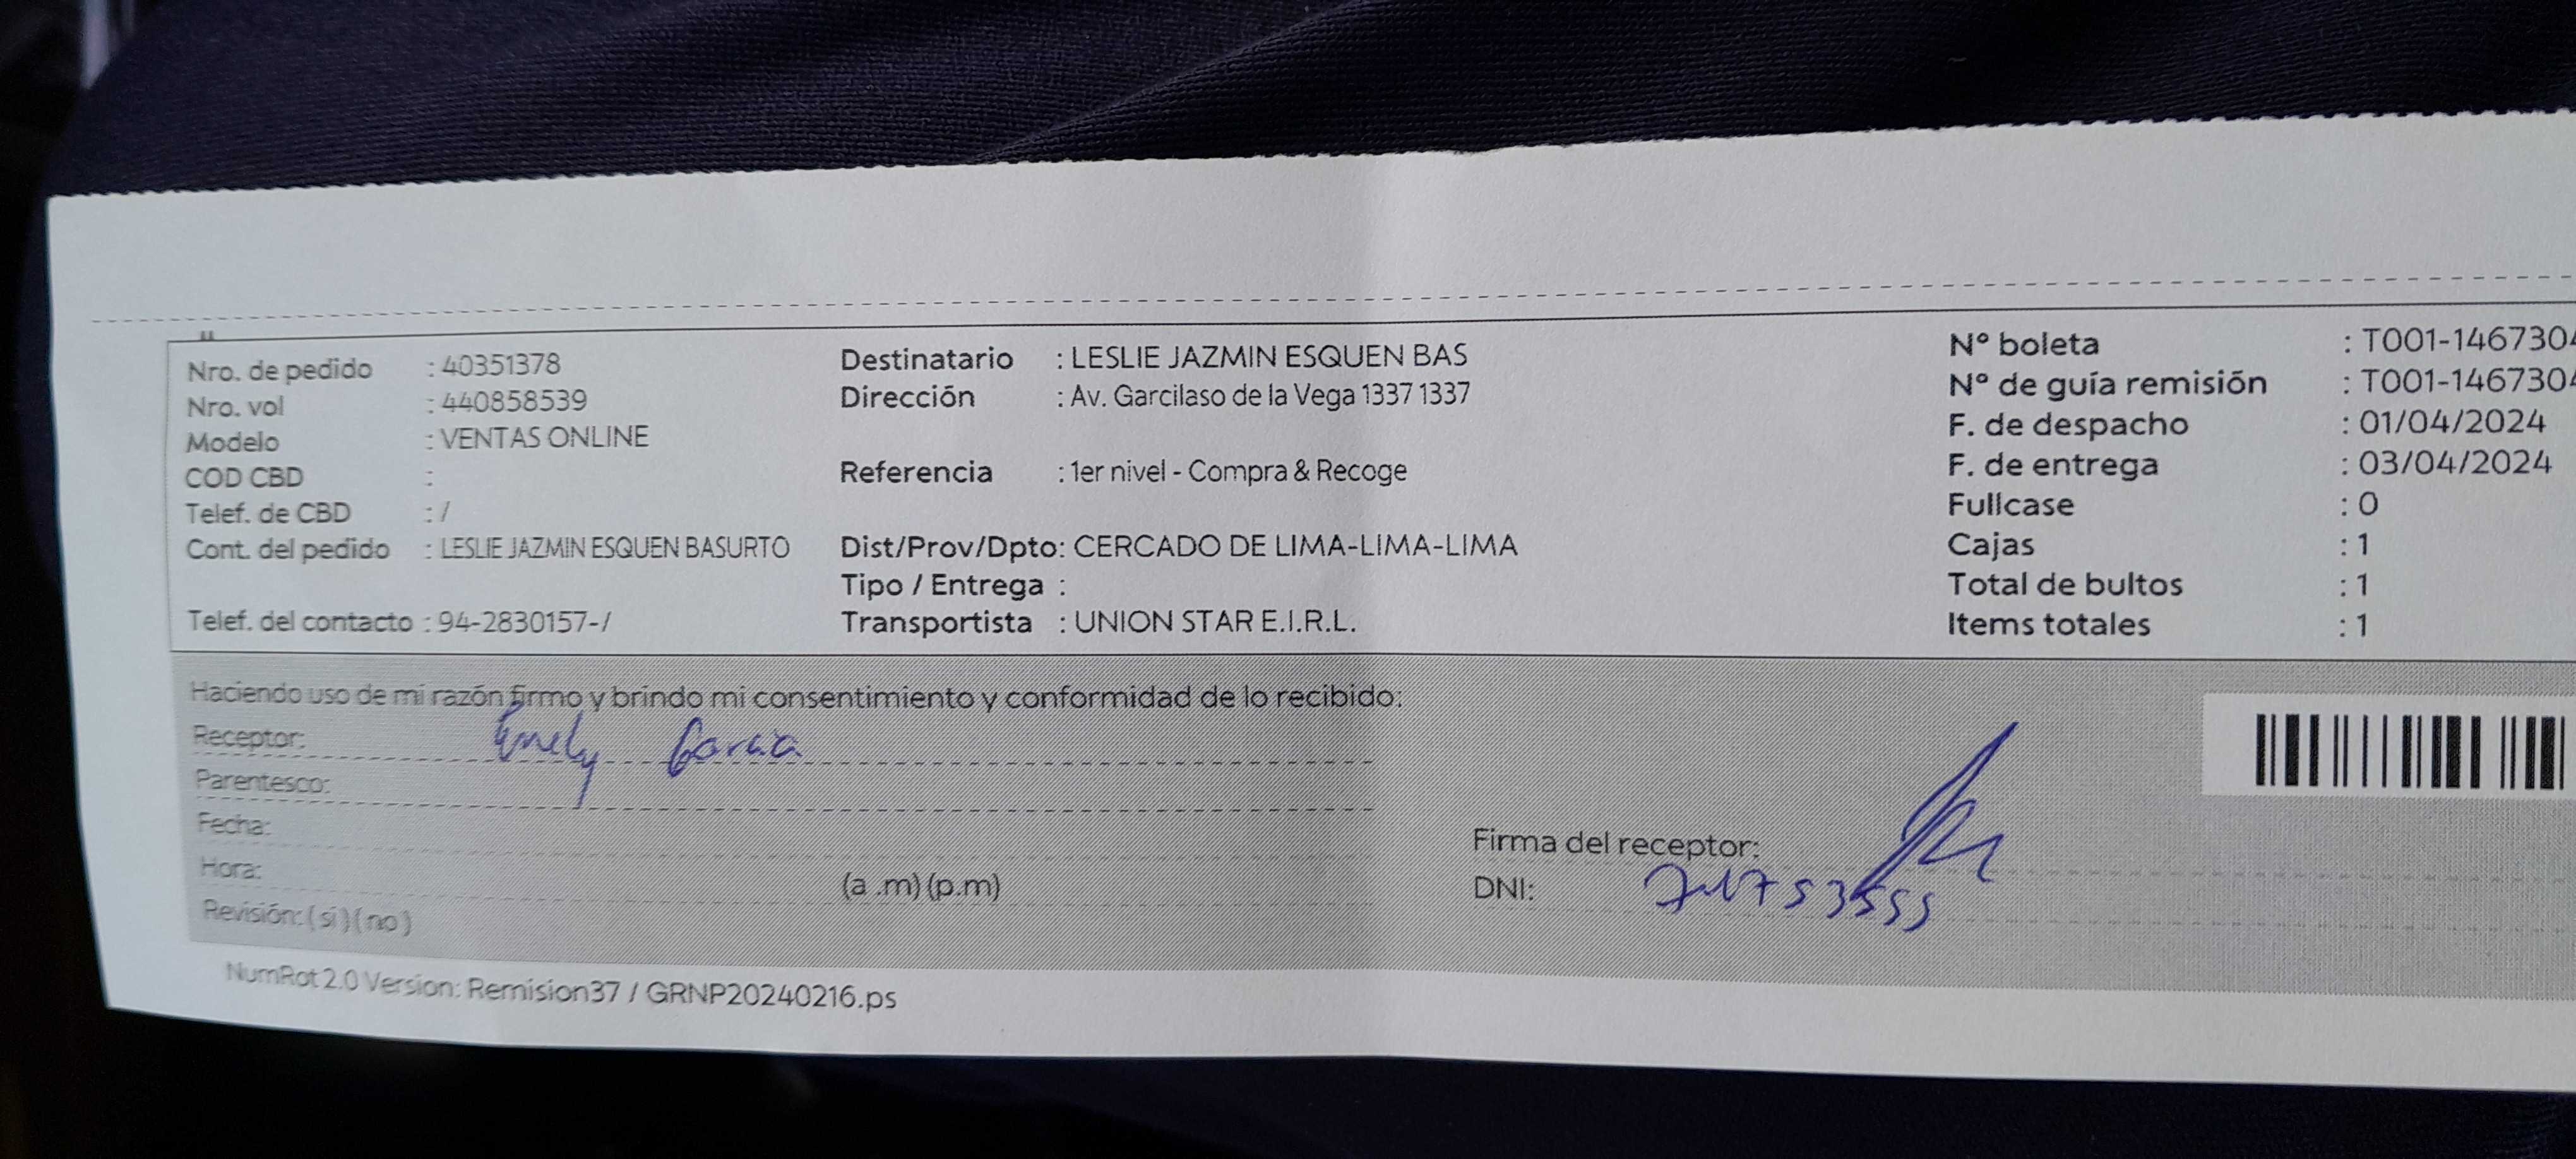 Nro. de pedido : 40351378
Nro. vol : 440858539
Modelo : VENTAS ONLINE
COD CBD :
Telef. de CBD : /
Cont. del pedido : LESLIE JAZMIN ESQUEN BASURTO
Telef. del contacto : 94-2830157-/
Destinatario : LESLIE JAZMIN ESQUEN BAS
Dirección : Av. Garcilaso de la Vega 1337 1337
Referencia : 1er nivel - Compra & Recoge
Dist/Prov/Dpto: CERCADO DE LIMA-LIMA-LIMA
Tipo / Entrega :
Transportista : UNION STAR E.I.R.L.
Nº boleta : T001-1467304
Nº de guía remisión : T001-1467304
F. de despacho : 01/04/2024
F. de entrega : 03/04/2024
Fullcase : 0
Cajas : 1
Total de bultos : 1
Items totales : 1
Haciendo uso de mi razón firmo y brindo mi consentimiento y conformidad de lo recibido:
Receptor: Emely Garcia
Parentesco:
Fecha:
Hora: (a .m) (p.m)
Revisión: ( si ) ( no )
Firma del receptor:
DNI:
NumRot 2.0 Version: Remision37 / GRNP20240216.ps